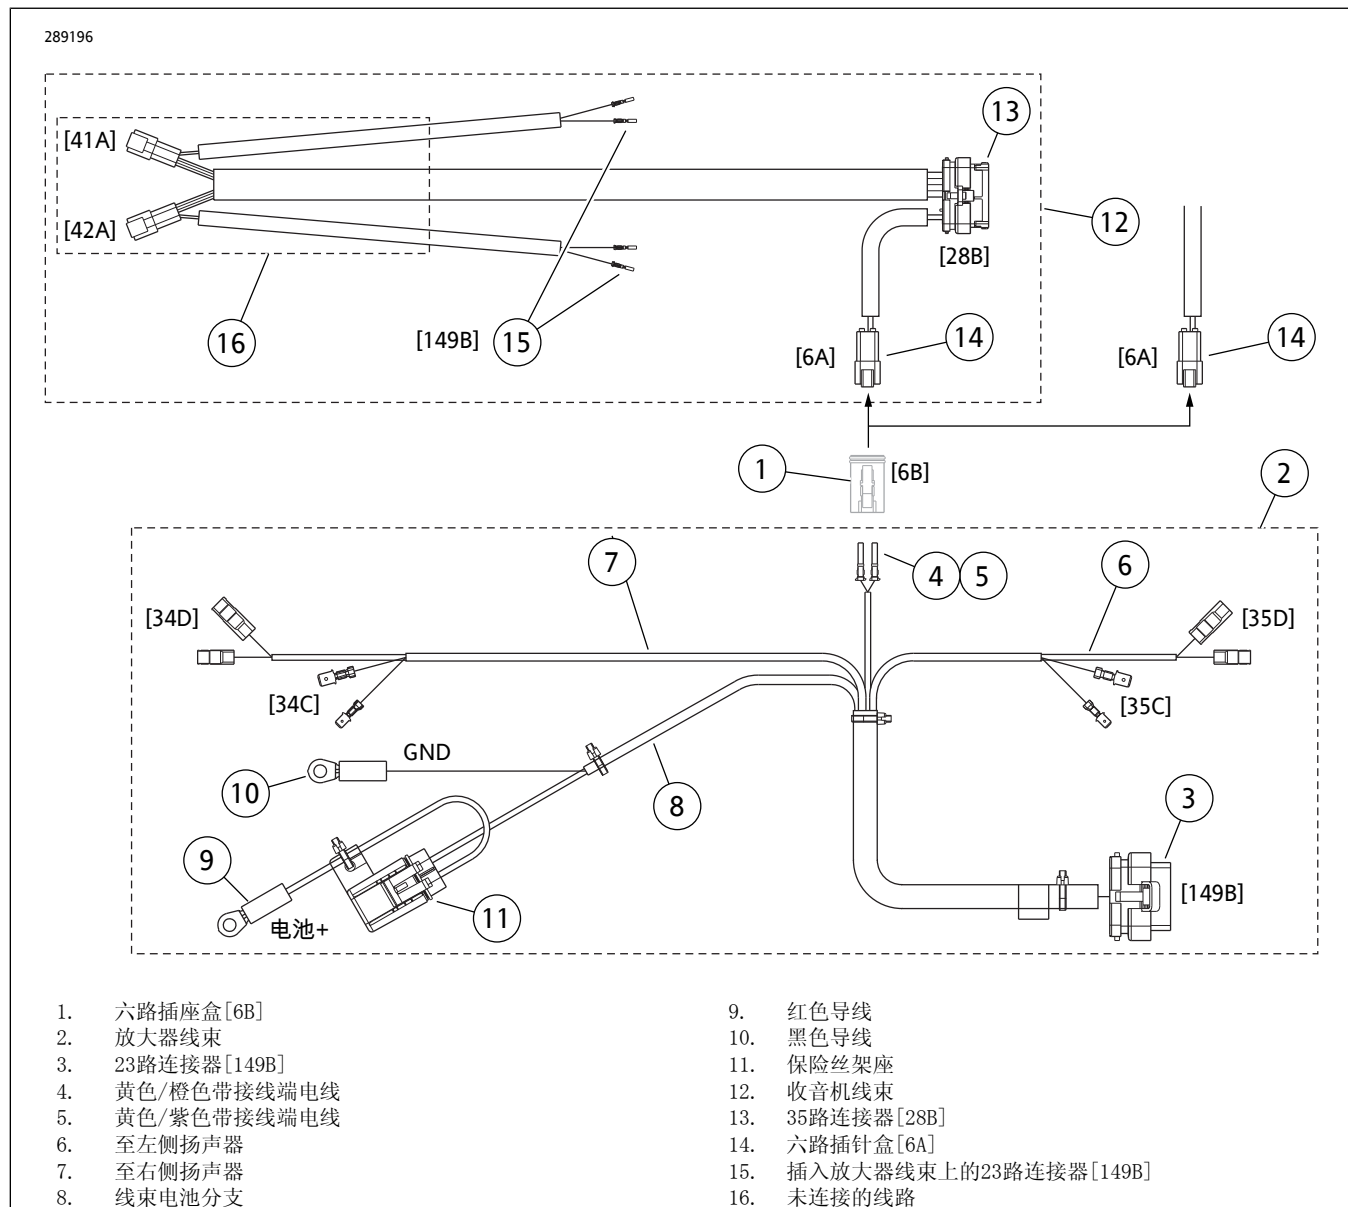 289196
[41A]
13
[42A]
12
[28B]
16
[149B]
15
[6A]
14
[6A]
14
1
[6B]
2
7
4
5
6
[34D]
[35D]
[34C]
[35C]
GND
10
8
3
9
[149B]
11
电池+
1. 六路插座盒[6B]
2. 放大器线束
3. 23路连接器[149B]
4. 黄色/橙色带接线端电线
5. 黄色/紫色带接线端电线
6. 至左侧扬声器
7. 至右侧扬声器
8. 线束电池分支
9. 红色导线
10. 黑色导线
11. 保险丝架座
12. 收音机线束
13. 35路连接器[28B]
14. 六路插针盒[6A]
15. 插入放大器线束上的23路连接器[149B]
16. 未连接的线路